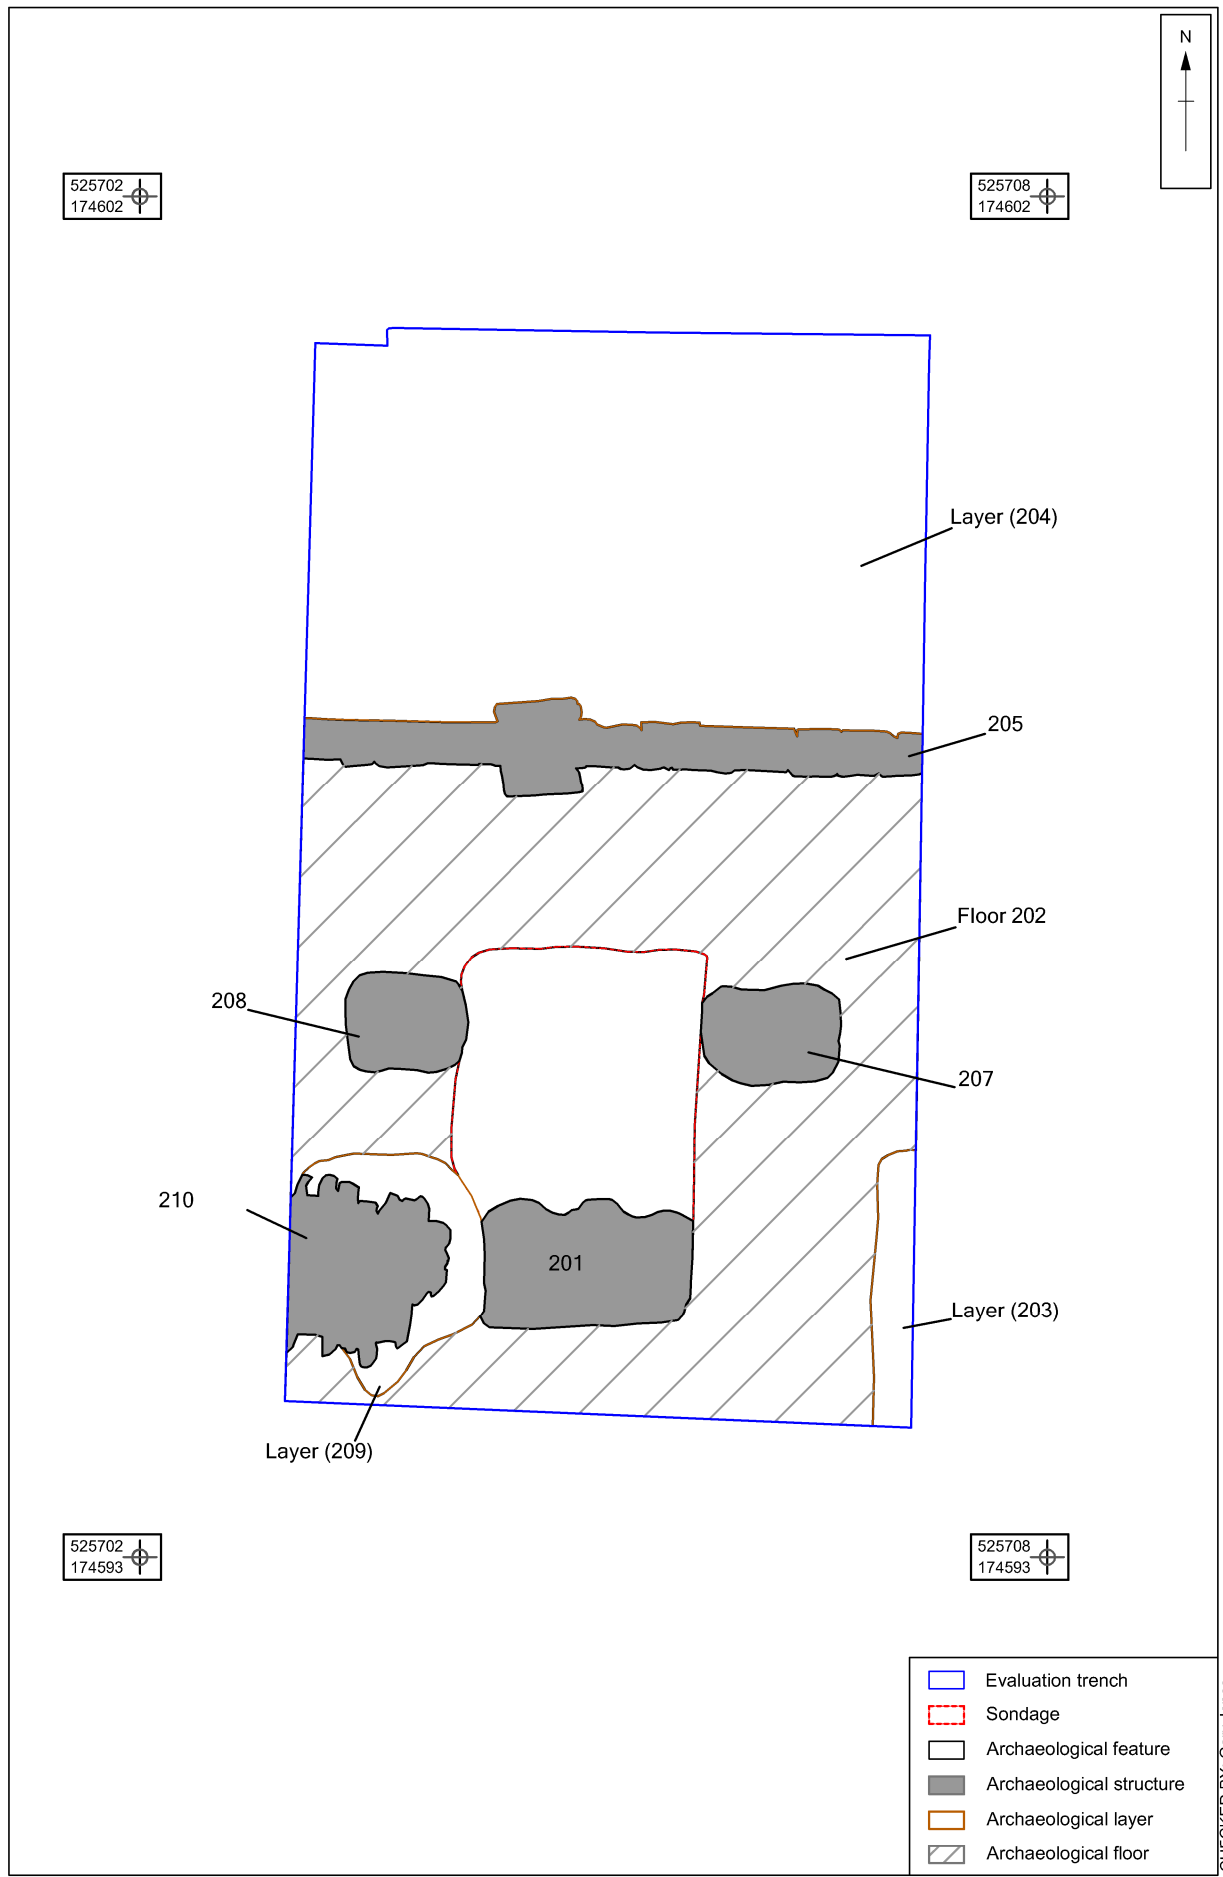 N
525702
174602
525708
174602
Layer (204)
205
Floor 202
208
207
210
201
Layer (203)
Layer (209)
525702
174593
525708
174593
Evaluation trench
Sondage
Archaeological feature
Archaeological structure
Archaeological layer
Archaeological floor